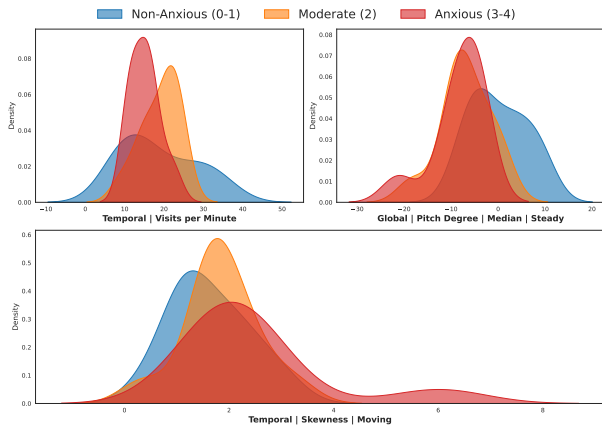 Non-Anxious (0-1) Moderate (2) Anxious (3-4)
Density
0.08
0.06
0.04
0.02
0.00
−10 0 10 20 30 40 50
Temporal | Visits per Minute
Density
0.08
0.07
0.06
0.05
0.04
0.03
0.02
0.01
0.00
−30 −20 −10 0 10 20
Global | Pitch Degree | Median | Steady
Density
0.6
0.5
0.4
0.3
0.2
0.1
0.0
0 2 4 6 8
Temporal | Skewness | Moving